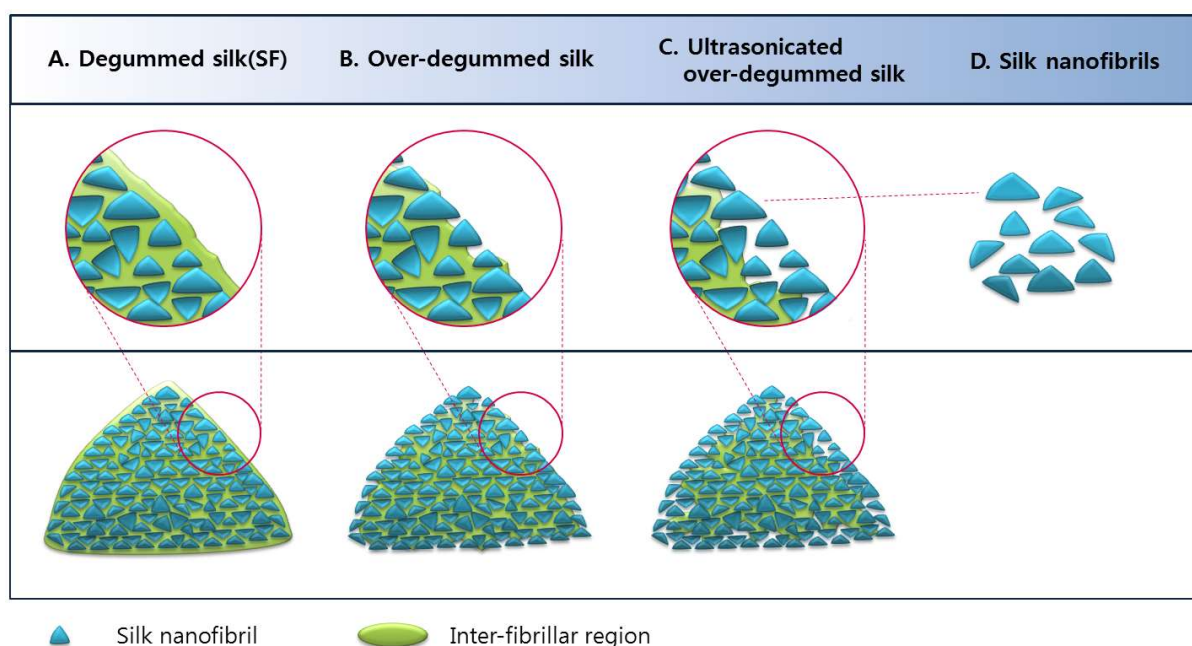 A. Degummed silk(SF)
B. Over-degummed silk
C. Ultrasonicated
over-degummed silk
D. Silk nanofibrils
Silk nanofibril
Inter-fibrillar region